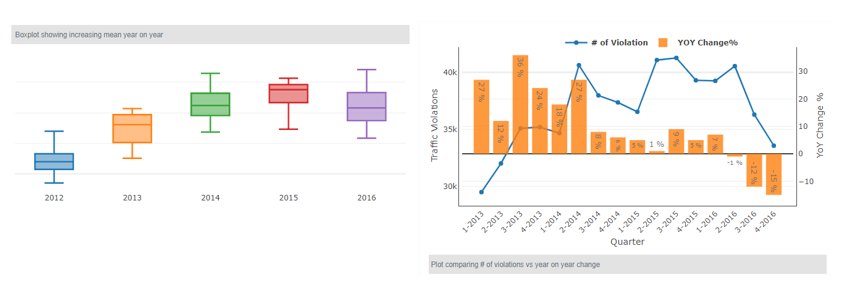 Boxplot showing increasing mean year on year
2012 2013 2014 2015 2016
# of Violation YOY Change%
40k
35k
30k
Traffic Violations
27 %
12 %
36 %
24 %
18 %
27 %
8 %
6 %
5 %
1 %
9 %
5 %
7 %
-1 %
-12 %
-15 %
30
20
10
0
−10
YOY Change %
1-2013 2-2013 3-2013 4-2013 1-2014 2-2014 3-2014 4-2014 1-2015 2-2015 3-2015 4-2015 1-2016 2-2016 3-2016 4-2016
Quarter
Plot comparing # of violations vs year on year change